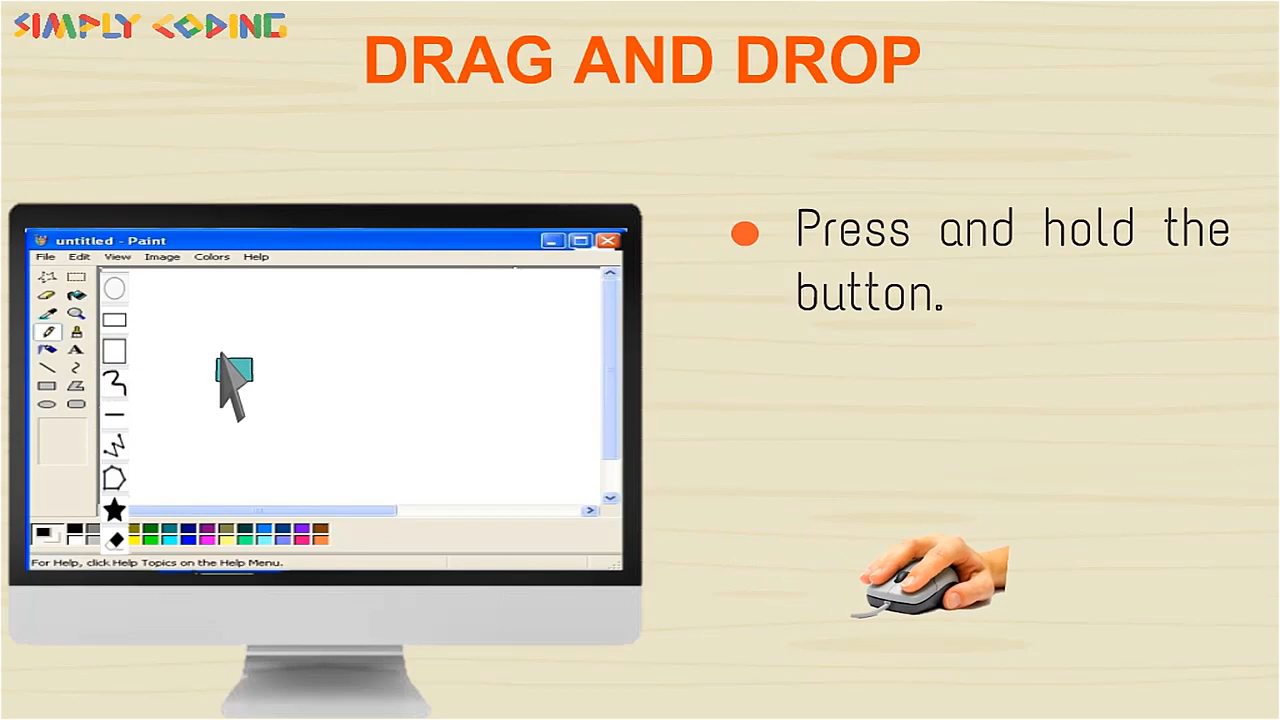 SIMPLY CODING
DRAG AND DROP
untitled - Paint
File Edit View Image Colors Help
A
For Help, click Help Topics on the Help Menu.
Press and hold the
button.